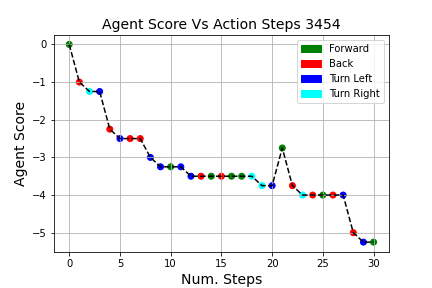 Agent Score Vs Action Steps 3454
Forward
Back
Turn Left
Turn Right
0
−1
−2
−3
−4
−5
Agent Score
0 5 10 15 20 25 30
Num. Steps